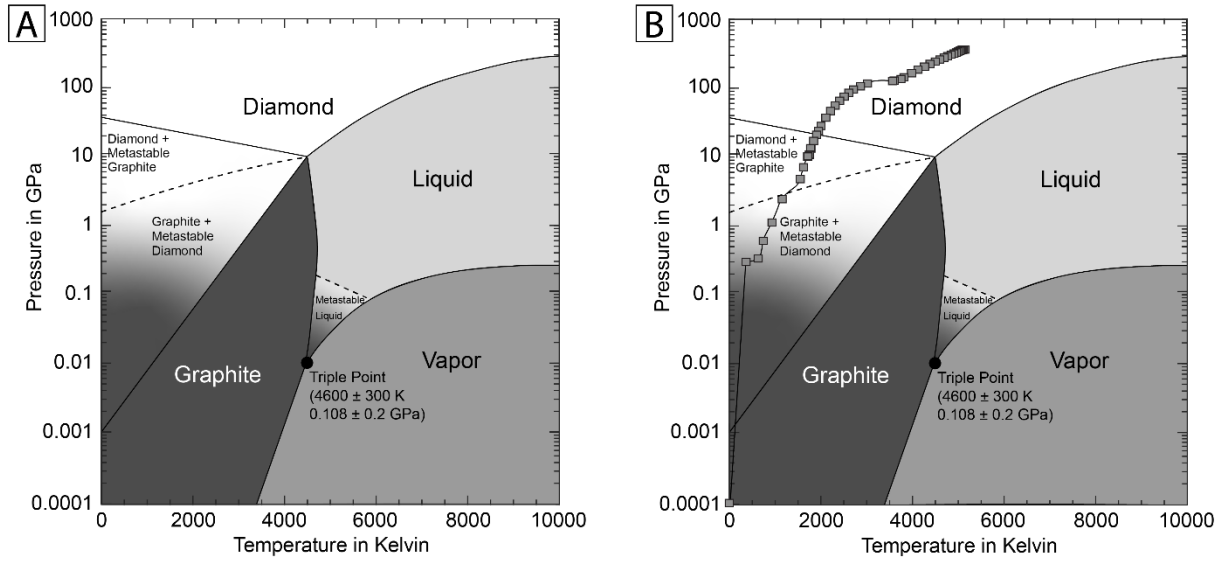 A
1000
100
10
1
0.1
0.01
0.001
0.0001
Pressure in GPa
Diamond
Diamond +
Metastable
Graphite
Graphite +
Metastable
Diamond
Liquid
Metastable
Liquid
Graphite
Vapor
Triple Point
(4600 ± 300 K
0.108 ± 0.2 GPa)
0 2000 4000 6000 8000 10000
Temperature in Kelvin
B
1000
100
10
1
0.1
0.01
0.001
0.0001
Pressure in GPa
Diamond
Diamond +
Metastable
Graphite
Graphite +
Metastable
Diamond
Liquid
Metastable
Liquid
Graphite
Vapor
Triple Point
(4600 ± 300 K
0.108 ± 0.2 GPa)
0 2000 4000 6000 8000 10000
Temperature in Kelvin